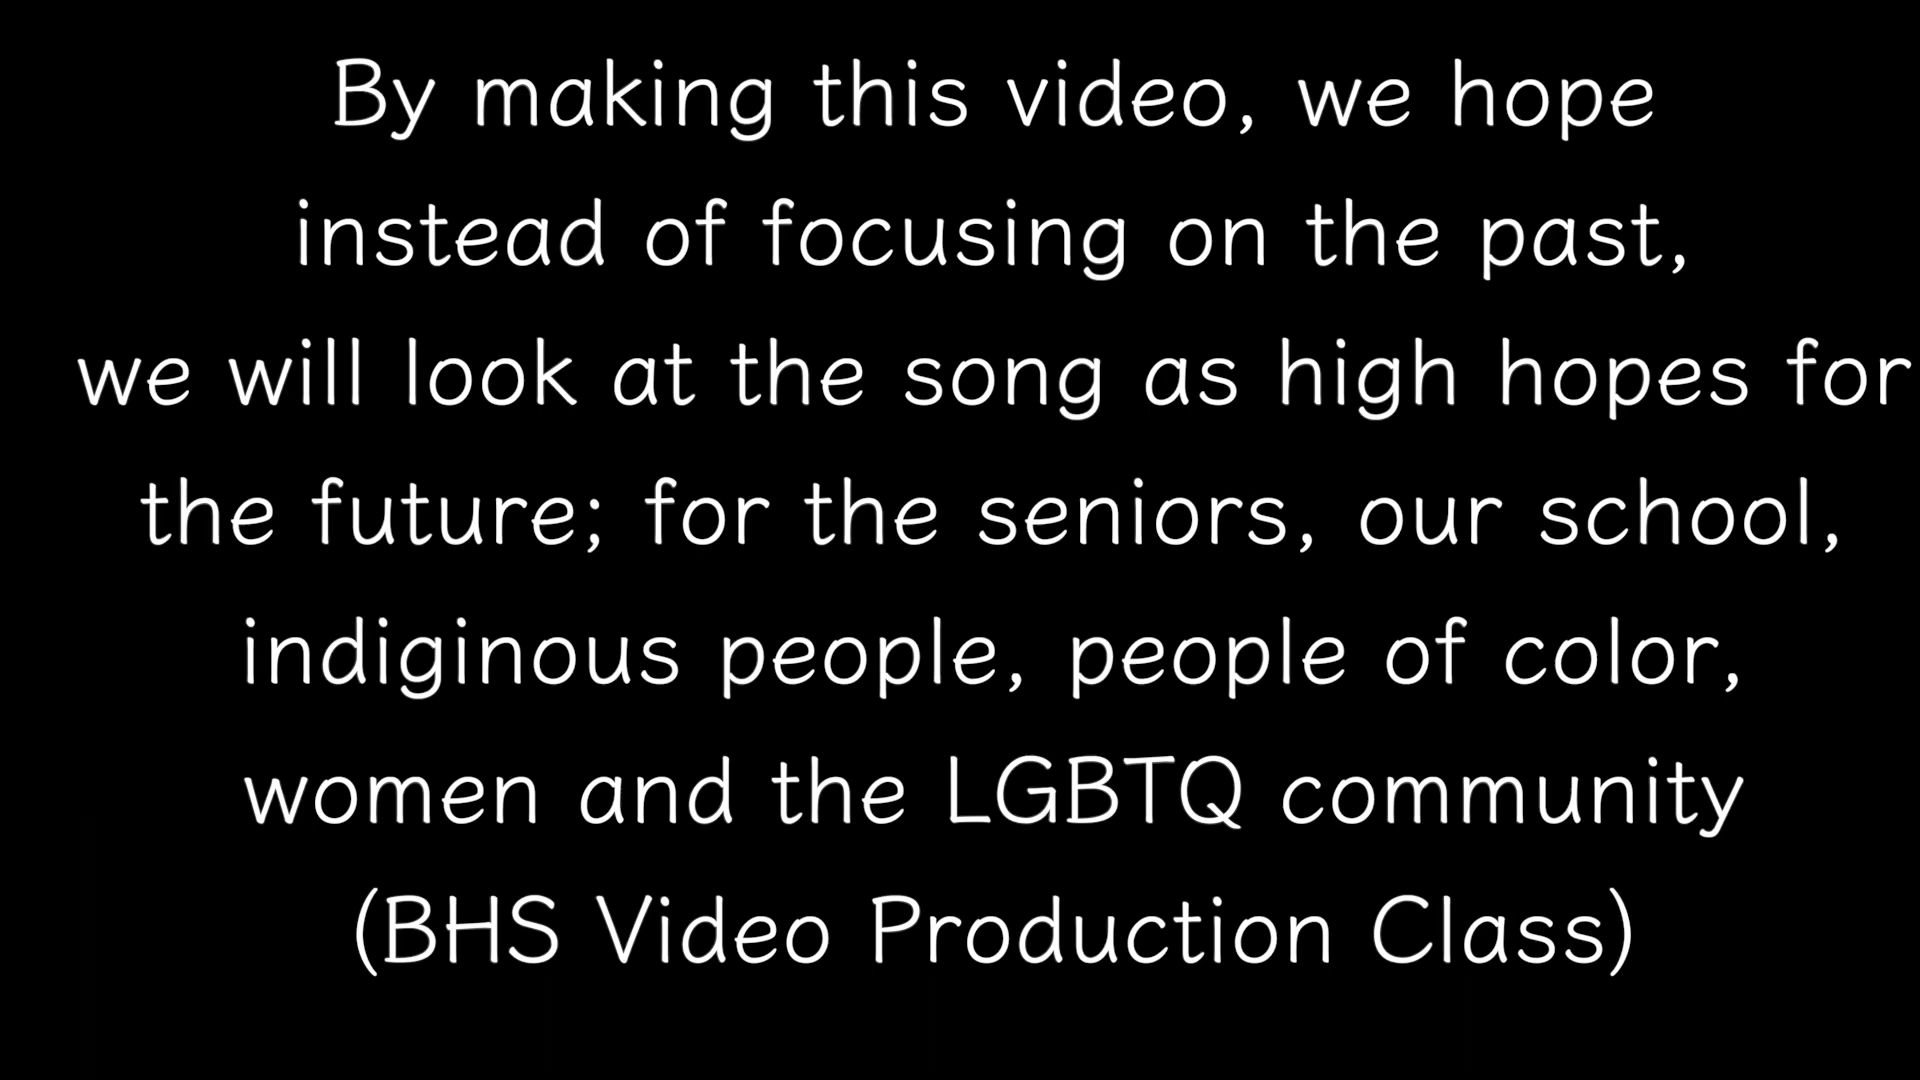 By making this video, we hope
instead of focusing on the past,
we will look at the song as high hopes for
the future; for the seniors, our school,
indiginous people, people of color,
women and the LGBTQ community
(BHS Video Production Class)